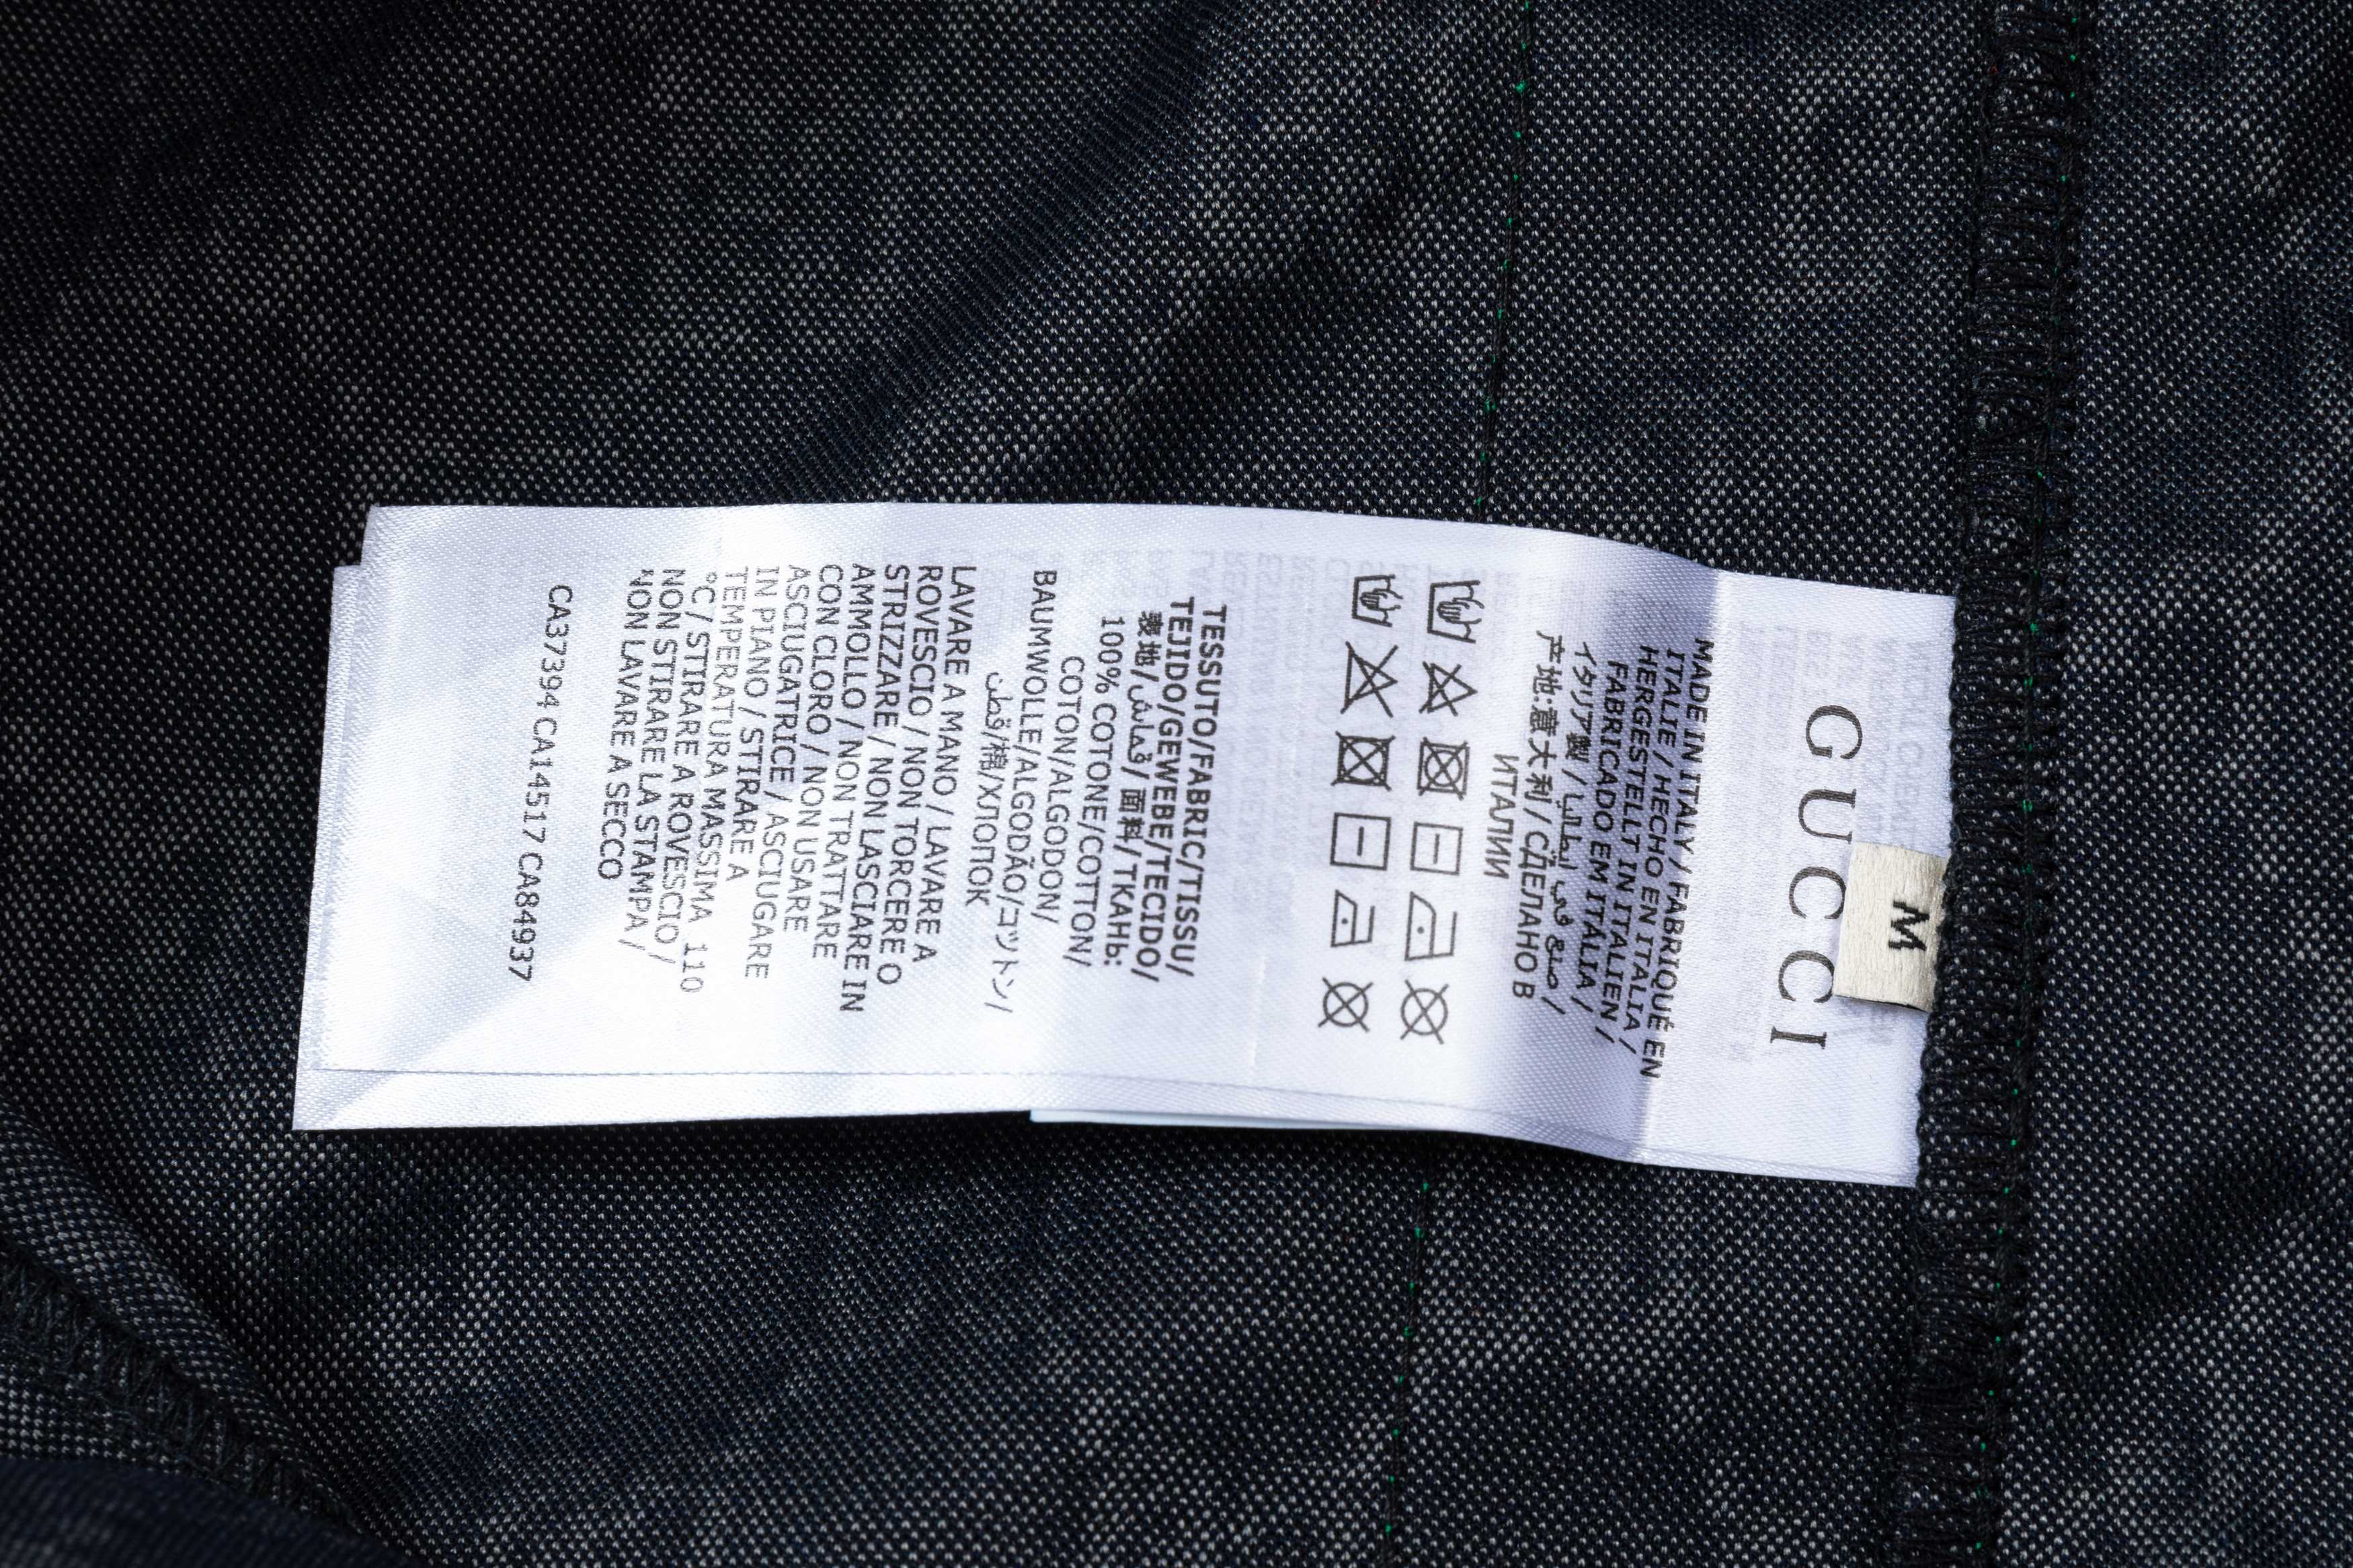 GUCCI
M
MADE IN ITALY / FABRIQUÉ EN
ITALIE / HECHO EN ITALIA /
HERGESTELLT IN ITALIEN /
FABRICADO EM ITÁLIA /
イタリア製 / صنع في إيطاليا /
产地:意大利 / СДЕЛАНО В
ИТАЛИИ
TESSUTO/FABRIC/TISSU/
TEJIDO/GEWEBE/TECIDO/
表地/قماش/面料/ТКАНЬ:
100% COTONE/COTTON/
COTON/ALGODON/
BAUMWOLLE/ALGODÃO/コットン/
قطن/棉/ХЛОПОК
LAVARE A MANO / LAVARE A
ROVESCIO / NON TORCERE O
STRIZZARE / NON LASCIARE IN
AMMOLLO / NON TRATTARE
CON CLORO / NON USARE
ASCIUGATRICE / ASCIUGARE
IN PIANO / STIRARE A
TEMPERATURA MASSIMA 110
°C / STIRARE A ROVESCIO /
NON STIRARE LA STAMPA /
NON LAVARE A SECCO
CA37394 CA14517 CA84937